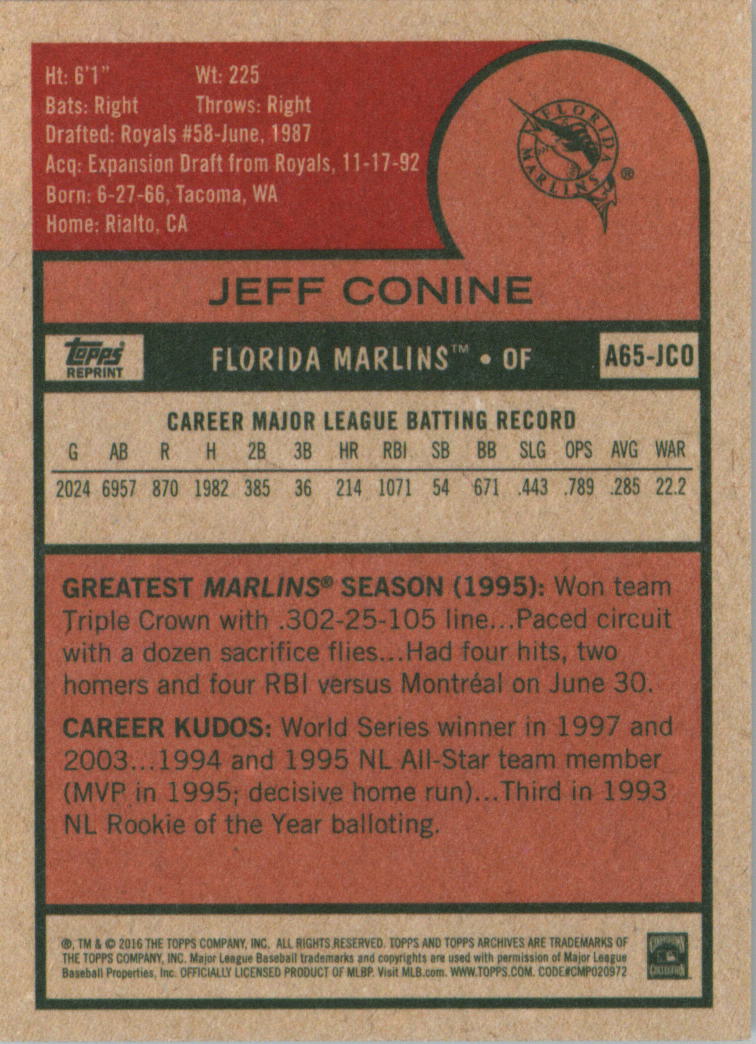 Ht: 6'1" Wt: 225
Bats: Right Throws: Right
Drafted: Royals #58-June, 1987
Acq: Expansion Draft from Royals, 11-17-92
Born: 6-27-66, Tacoma, WA
Home: Rialto, CA
FLORIDA
MARLINS
®
JEFF CONINE
Topps
REPRINT
FLORIDA MARLINS™ • OF
A65-JCO
CAREER MAJOR LEAGUE BATTING RECORD
G AB R H 2B 3B HR RBI SB BB SLG OPS AVG WAR
2024 6957 870 1982 385 36 214 1071 54 671 .443 .789 .285 22.2
GREATEST MARLINS® SEASON (1995): Won team
Triple Crown with .302-25-105 line...Paced circuit
with a dozen sacrifice flies...Had four hits, two
homers and four RBI versus Montréal on June 30.
CAREER KUDOS: World Series winner in 1997 and
2003...1994 and 1995 NL All-Star team member
(MVP in 1995; decisive home run)...Third in 1993
NL Rookie of the Year balloting.
®, TM & © 2016 THE TOPPS COMPANY, INC. ALL RIGHTS RESERVED. TOPPS AND TOPPS ARCHIVES ARE TRADEMARKS OF
THE TOPPS COMPANY, INC. Major League Baseball trademarks and copyrights are used with permission of Major League
Baseball Properties, Inc. OFFICIALLY LICENSED PRODUCT OF MLBP. Visit MLB.com. WWW.TOPPS.COM. CODE#CMP020972
COLLECTION